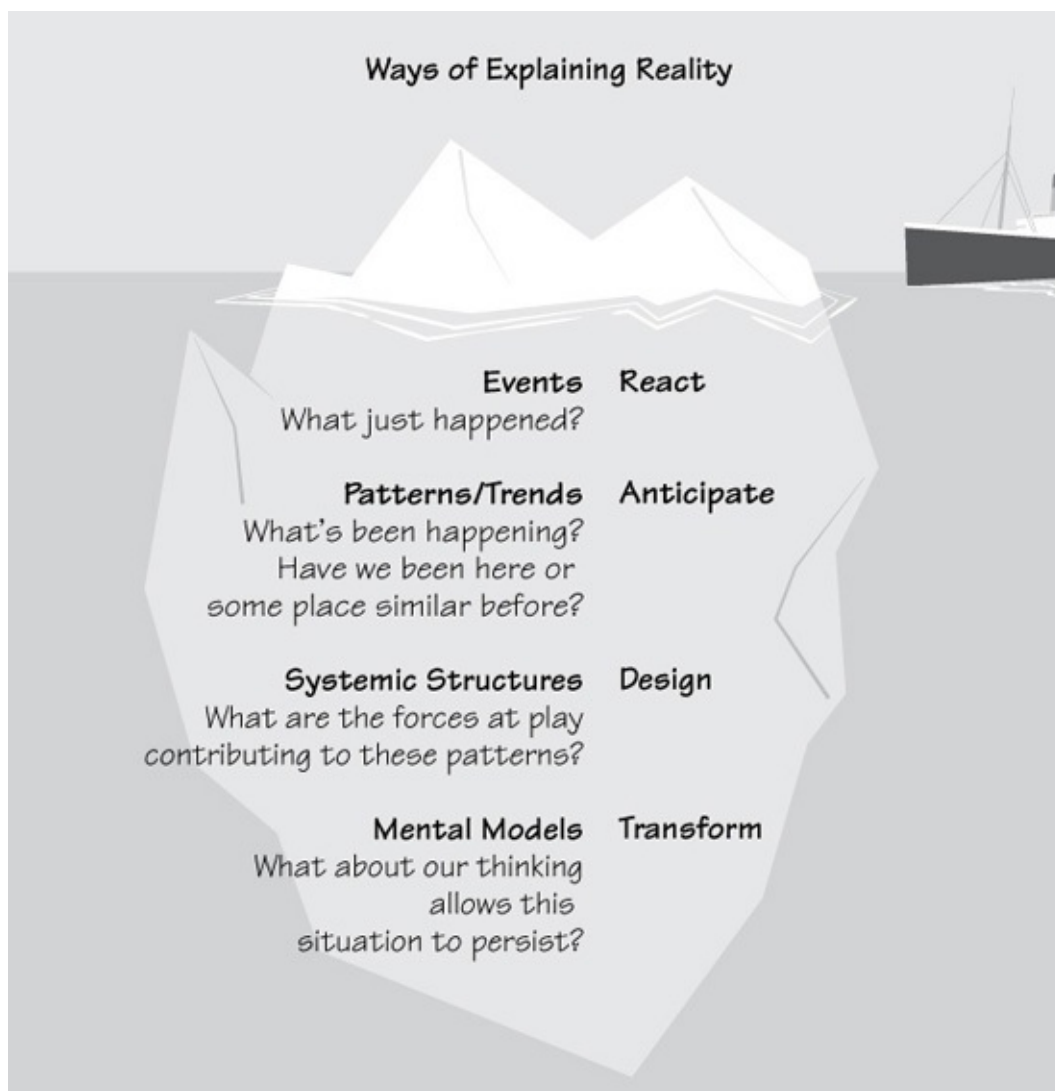 Ways of Explaining Reality
Events React
What just happened?
Patterns/Trends Anticipate
What's been happening?
Have we been here or
some place similar before?
Systemic Structures Design
What are the forces at play
contributing to these patterns?
Mental Models Transform
What about our thinking
allows this
situation to persist?